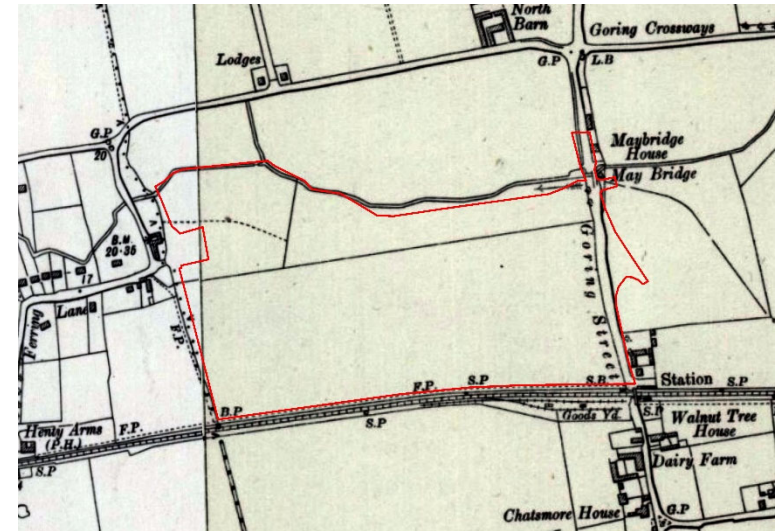 North
Barn
Goring Crossways
Lodges
G.P
L.B
G.P
20
Maybridge
House
May Bridge
B.M.
20·35
17
Goring Street
Lane
Ferring
F.P.
B.P
F.P.
S.P
S.B
Station
S.P
Henty Arms
(P.H.)
F.P.
S.P
S.P
Goods Yd.
S.P
Walnut Tree
House
Dairy Farm
Chatsmore House
G.P